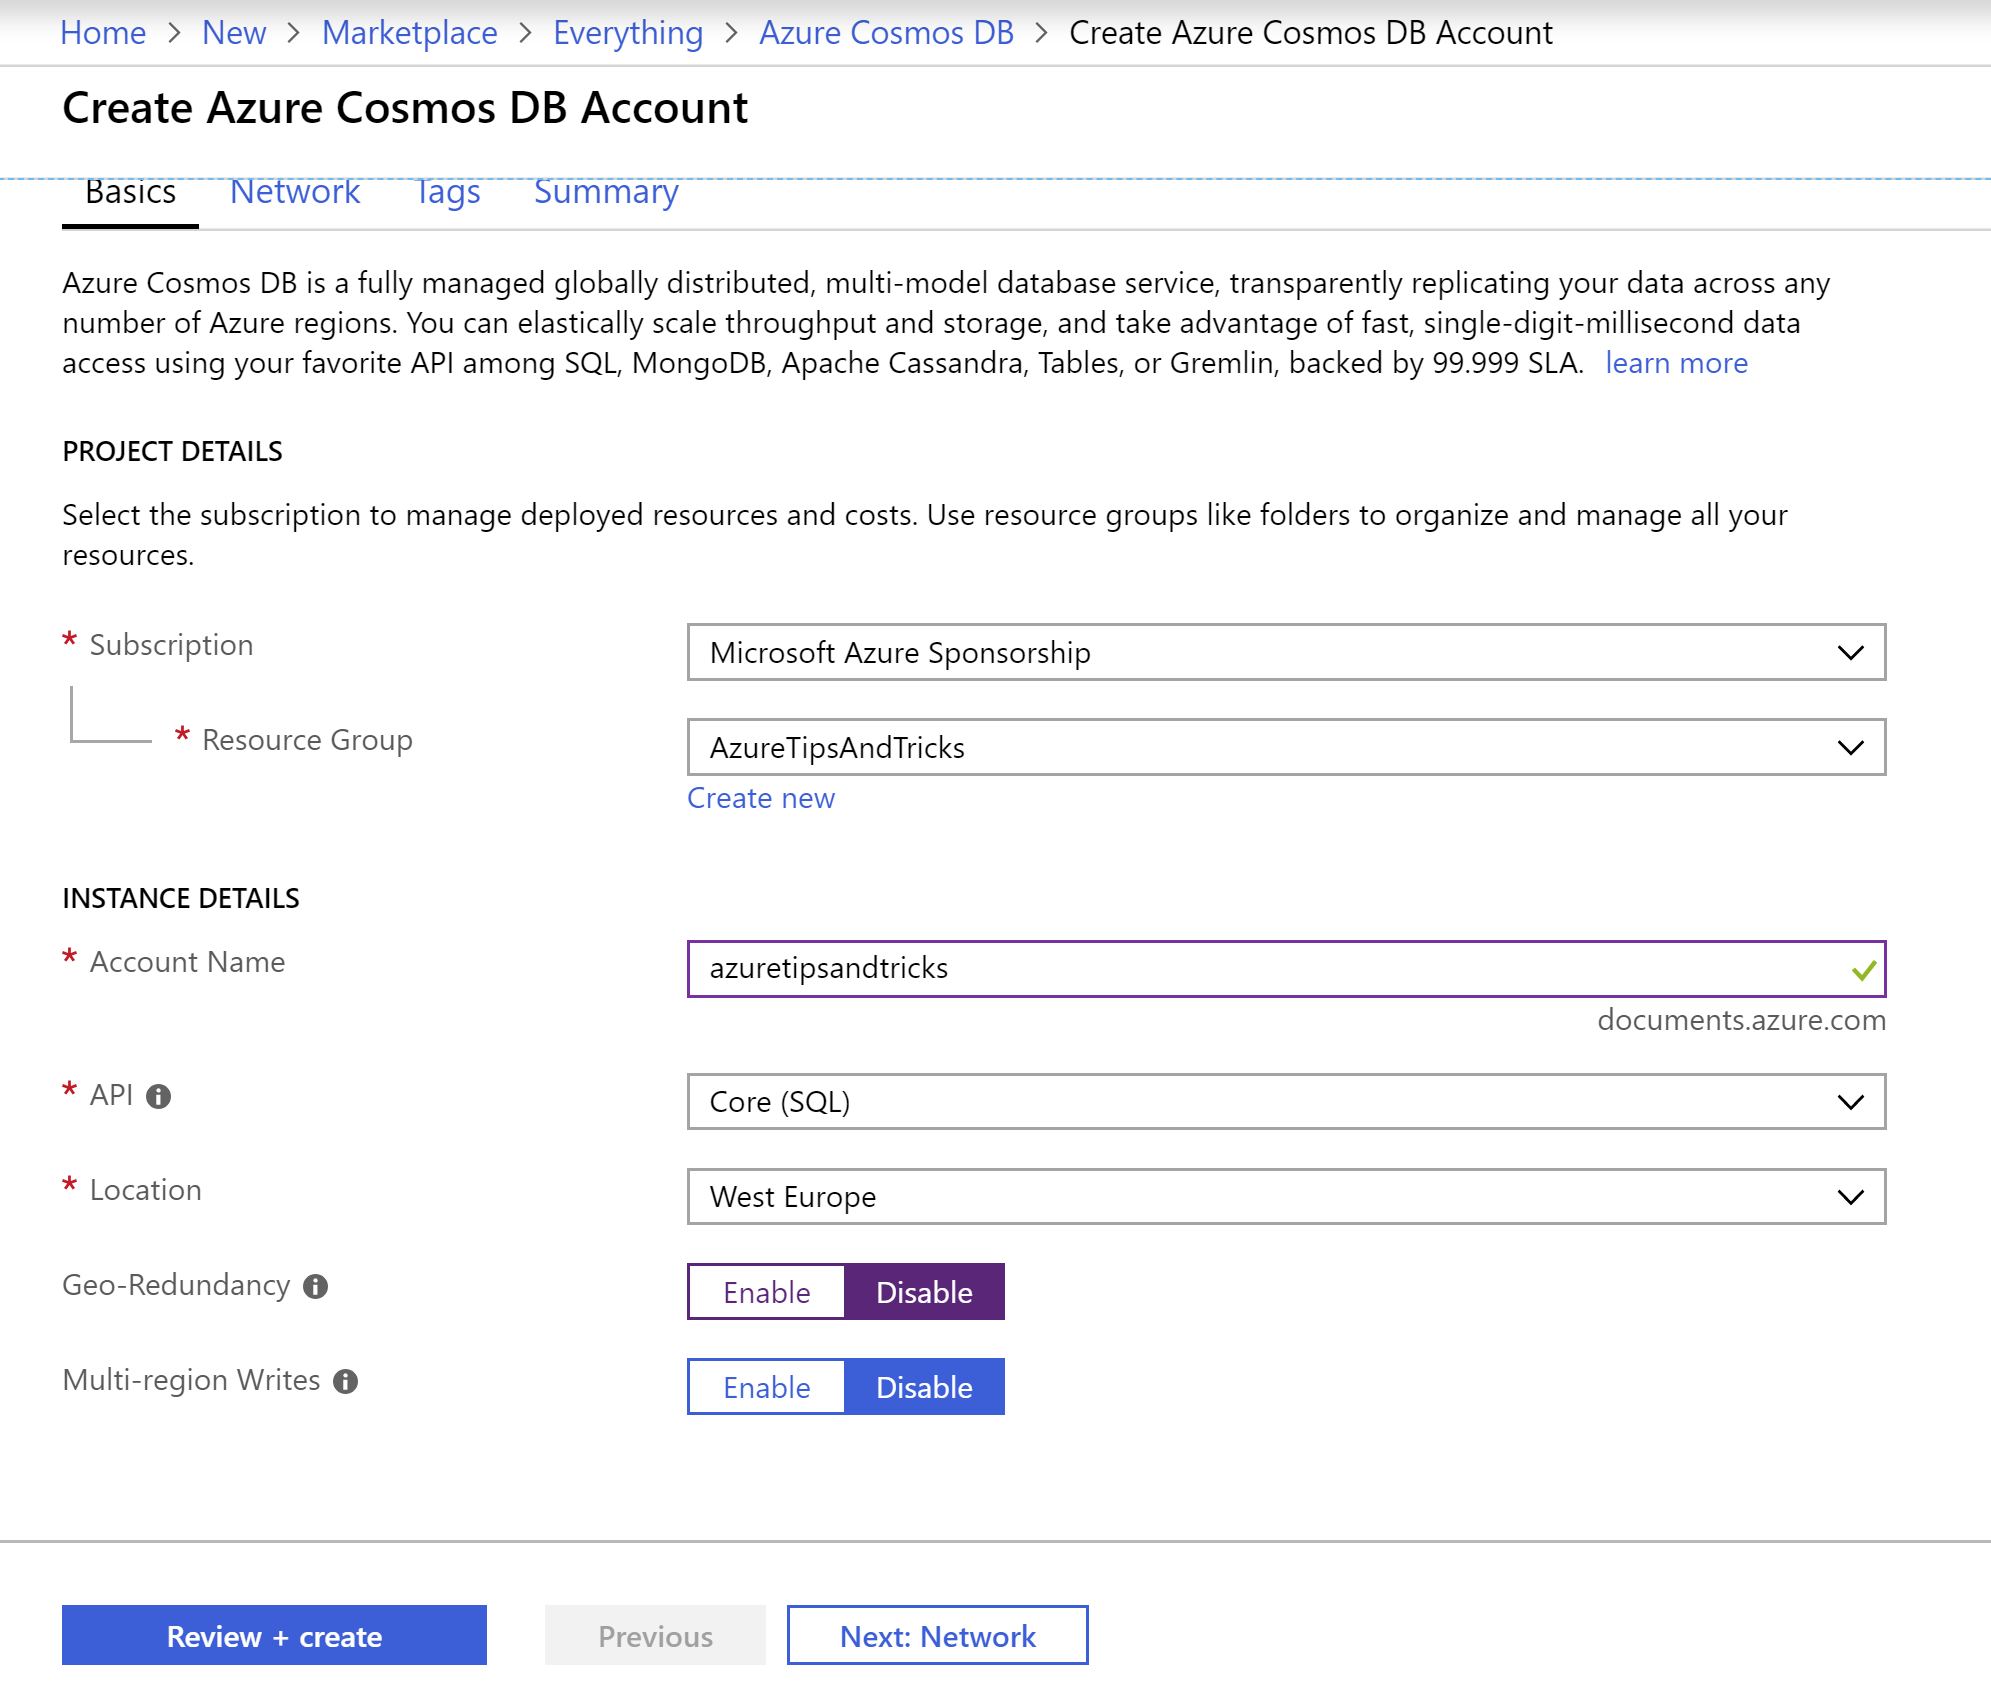 Home > New > Marketplace > Everything > Azure Cosmos DB > Create Azure Cosmos DB Account
Create Azure Cosmos DB Account
Basics Network Tags Summary
Azure Cosmos DB is a fully managed globally distributed, multi-model database service, transparently replicating your data across any
number of Azure regions. You can elastically scale throughput and storage, and take advantage of fast, single-digit-millisecond data
access using your favorite API among SQL, MongoDB, Apache Cassandra, Tables, or Gremlin, backed by 99.999 SLA. learn more
PROJECT DETAILS
Select the subscription to manage deployed resources and costs. Use resource groups like folders to organize and manage all your
resources.
* Subscription Microsoft Azure Sponsorship
* Resource Group AzureTipsAndTricks
Create new
INSTANCE DETAILS
* Account Name azuretipsandtricks
documents.azure.com
* API Core (SQL)
* Location West Europe
Geo-Redundancy Enable Disable
Multi-region Writes Enable Disable
Review + create Previous Next: Network